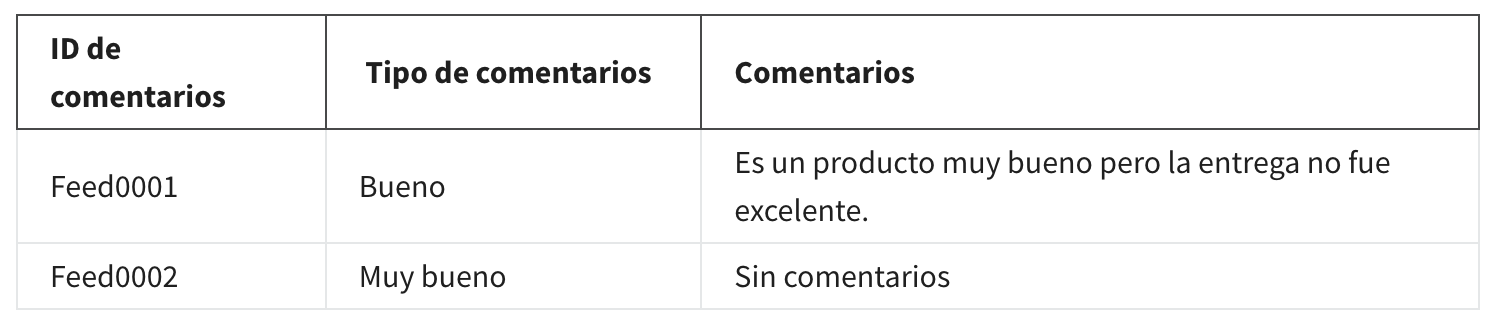 ID de
comentarios
Tipo de comentarios
Comentarios
Feed0001
Bueno
Es un producto muy bueno pero la entrega no fue
excelente.
Feed0002
Muy bueno
Sin comentarios